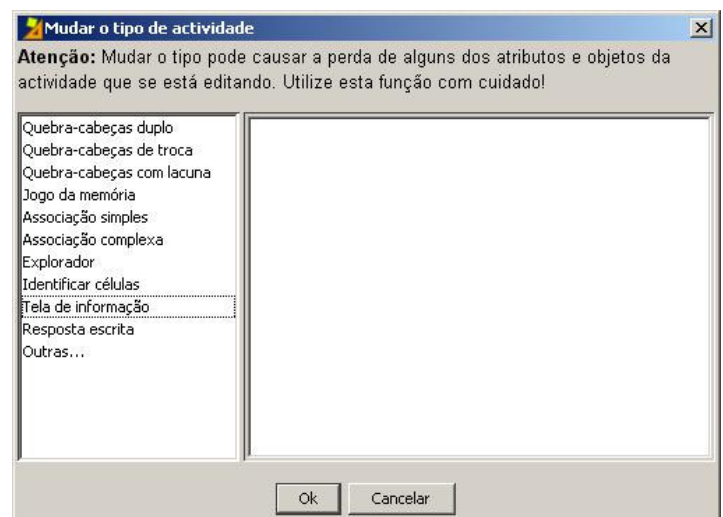 Mudar o tipo de actividade
Atenção: Mudar o tipo pode causar a perda de alguns dos atributos e objetos da
actividade que se está editando. Utilize esta função com cuidado!
Quebra-cabeças duplo
Quebra-cabeças de troca
Quebra-cabeças com lacuna
Jogo da memória
Associação simples
Associação complexa
Explorador
Identificar células
Tela de informação
Resposta escrita
Outras...
Ok Cancelar